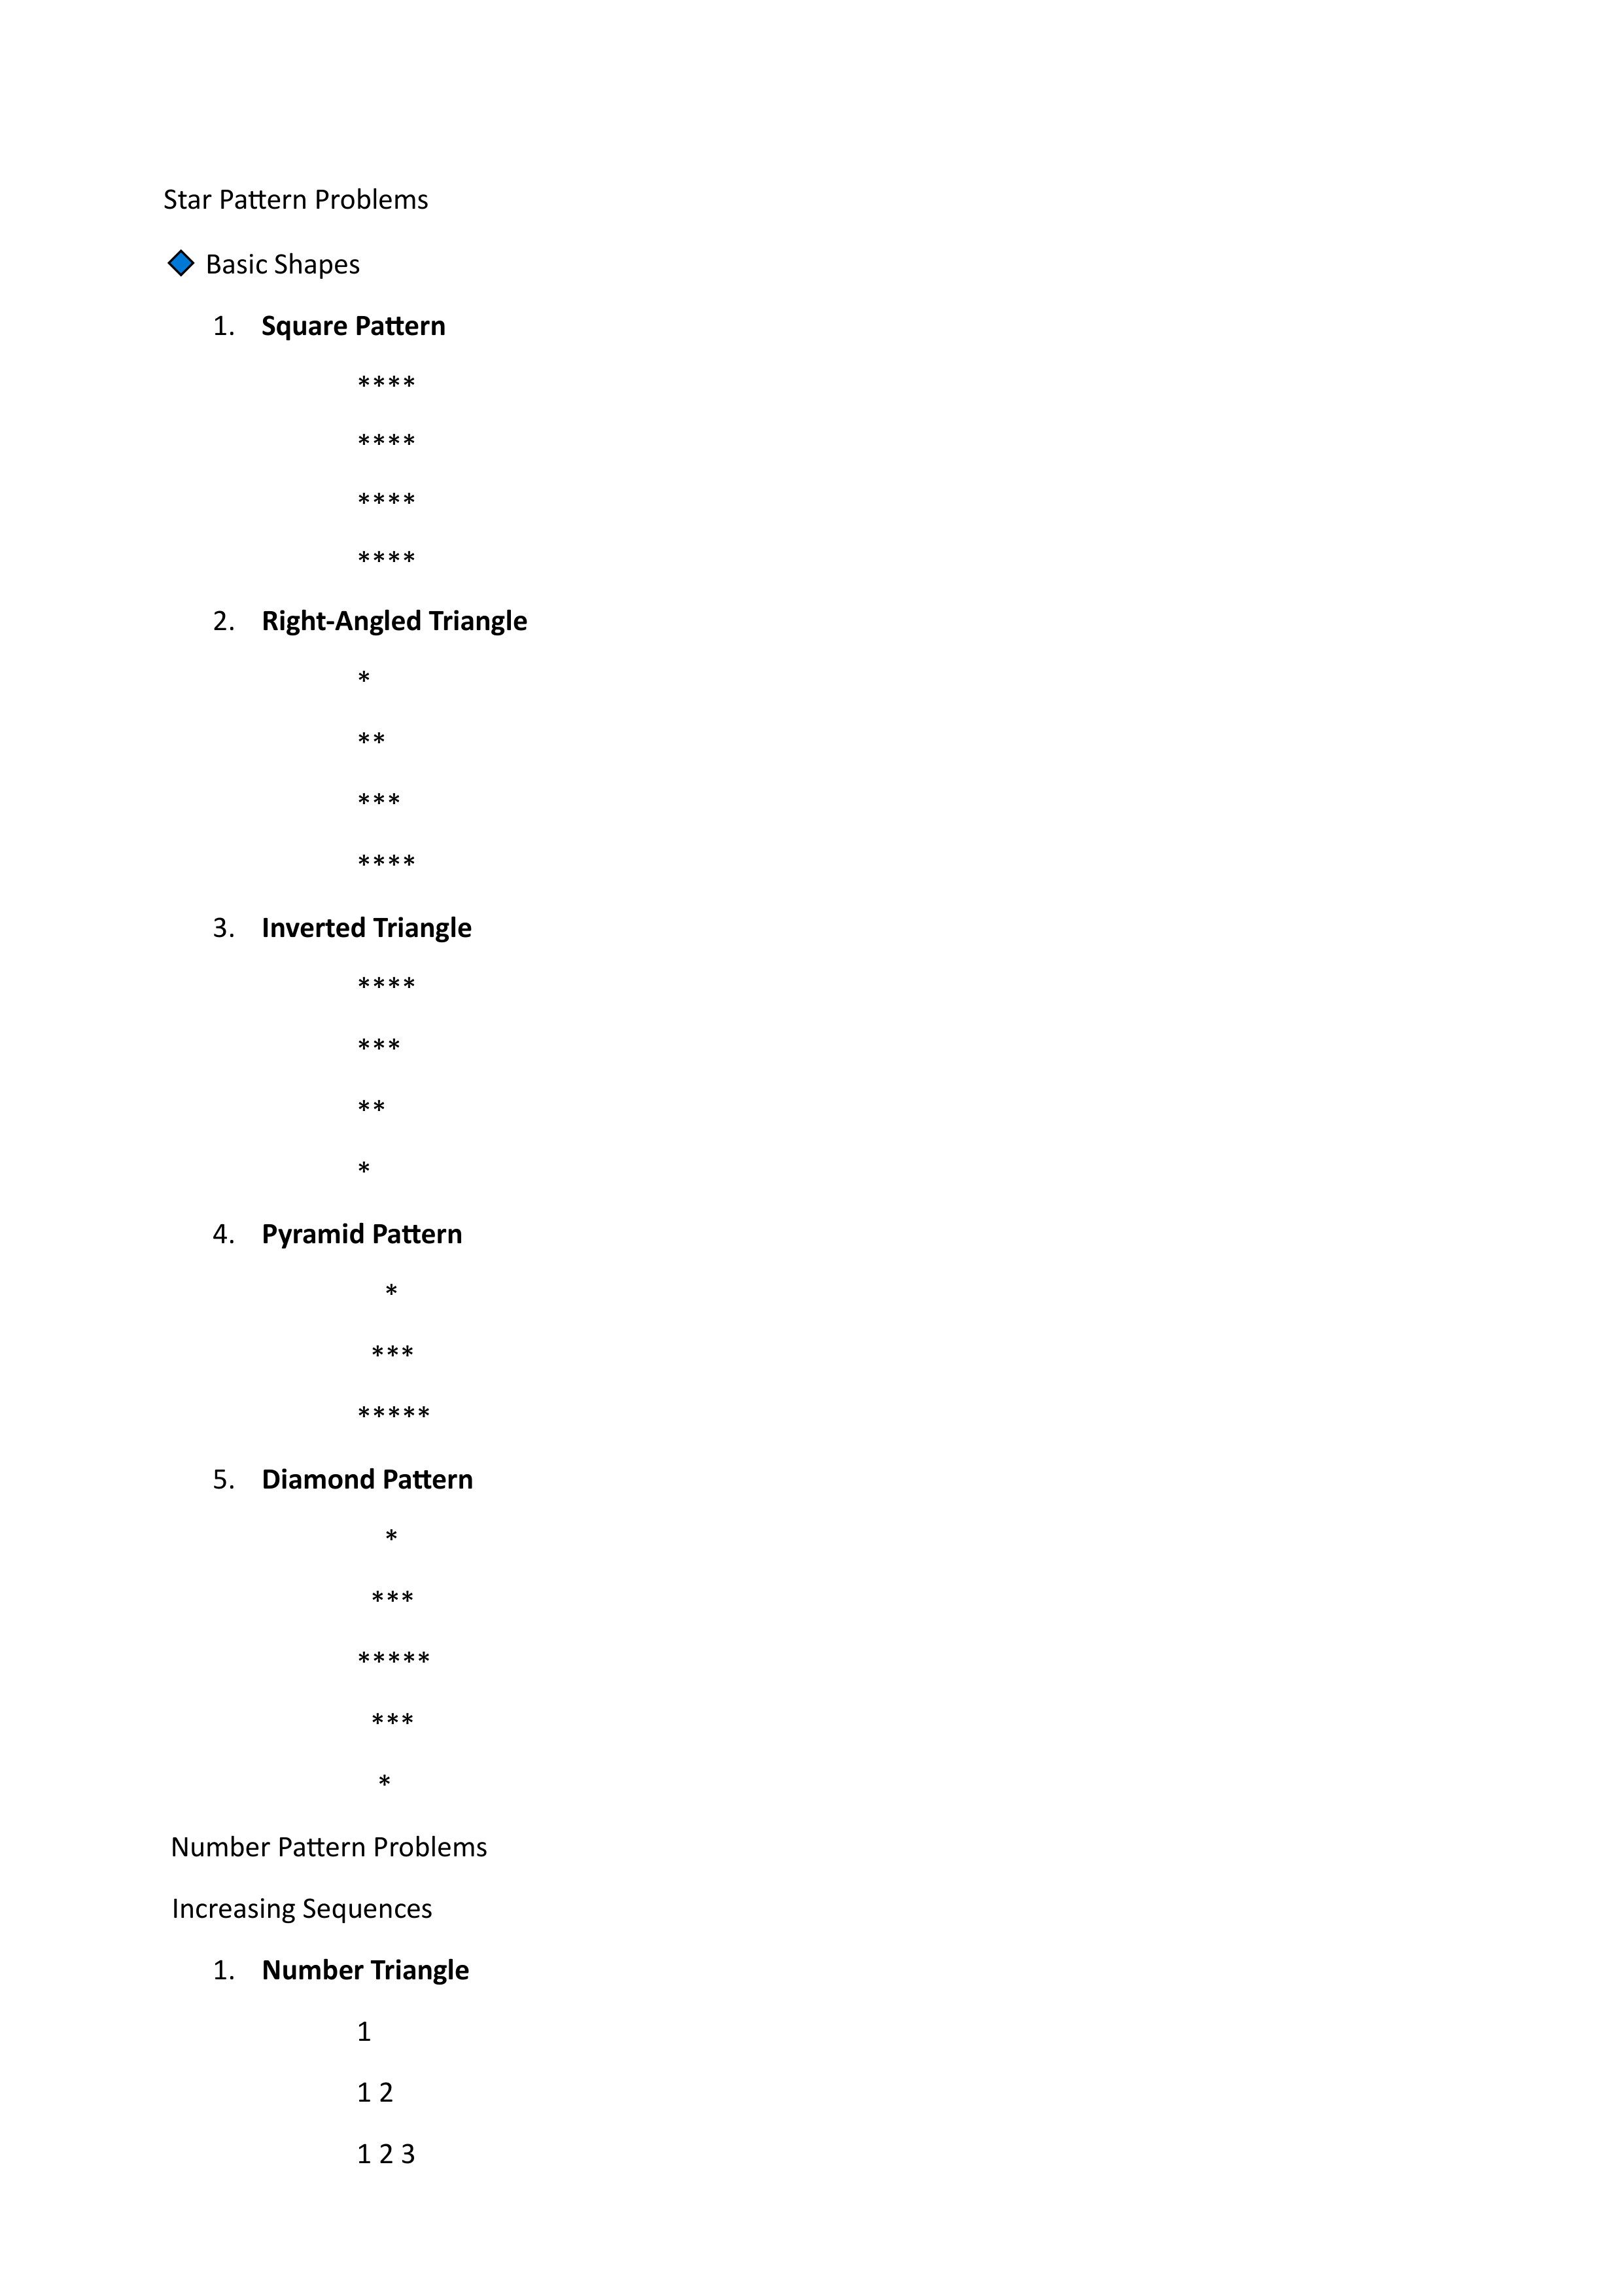 Star Pattern Problems
Basic Shapes
1. Square Pattern
****
****
****
****
2. Right-Angled Triangle
*
**
***
****
3. Inverted Triangle
****
***
**
*
4. Pyramid Pattern
*
***
*****
5. Diamond Pattern
*
***
*****
***
*
Number Pattern Problems
Increasing Sequences
1. Number Triangle
1
1 2
1 2 3